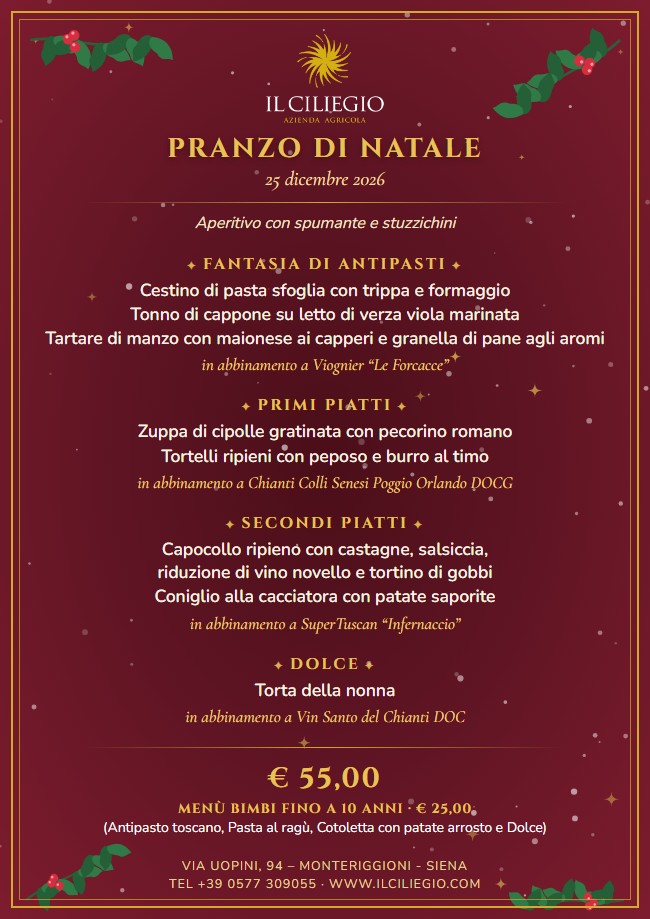 IL CILIEGIO
AZIENDA AGRICOLA
PRANZO DI NATALE
25 dicembre 2026
Aperitivo con spumante e stuzzichini
FANTASIA DI ANTIPASTI
Cestino di pasta sfoglia con trippa e formaggio
Tonno di cappone su letto di verza viola marinata
Tartare di manzo con maionese ai capperi e granella di pane agli aromi
in abbinamento a Viognier “Le Forcacce”
PRIMI PIATTI
Zuppa di cipolle gratinata con pecorino romano
Tortelli ripieni con peposo e burro al timo
in abbinamento a Chianti Colli Senesi Poggio Orlando DOCG
SECONDI PIATTI
Capocollo ripieno con castagne, salsiccia,
riduzione di vino novello e tortino di gobbi
Coniglio alla cacciatora con patate saporite
in abbinamento a SuperTuscan “Infernaccio”
DOLCE
Torta della nonna
in abbinamento a Vin Santo del Chianti DOC
€ 55,00
MENÙ BIMBI FINO A 10 ANNI · € 25,00
(Antipasto toscano, Pasta al ragù, Cotoletta con patate arrosto e Dolce)
VIA UOPINI, 94 – MONTERIGGIONI - SIENA
TEL +39 0577 309055 · WWW.ILCILIEGIO.COM